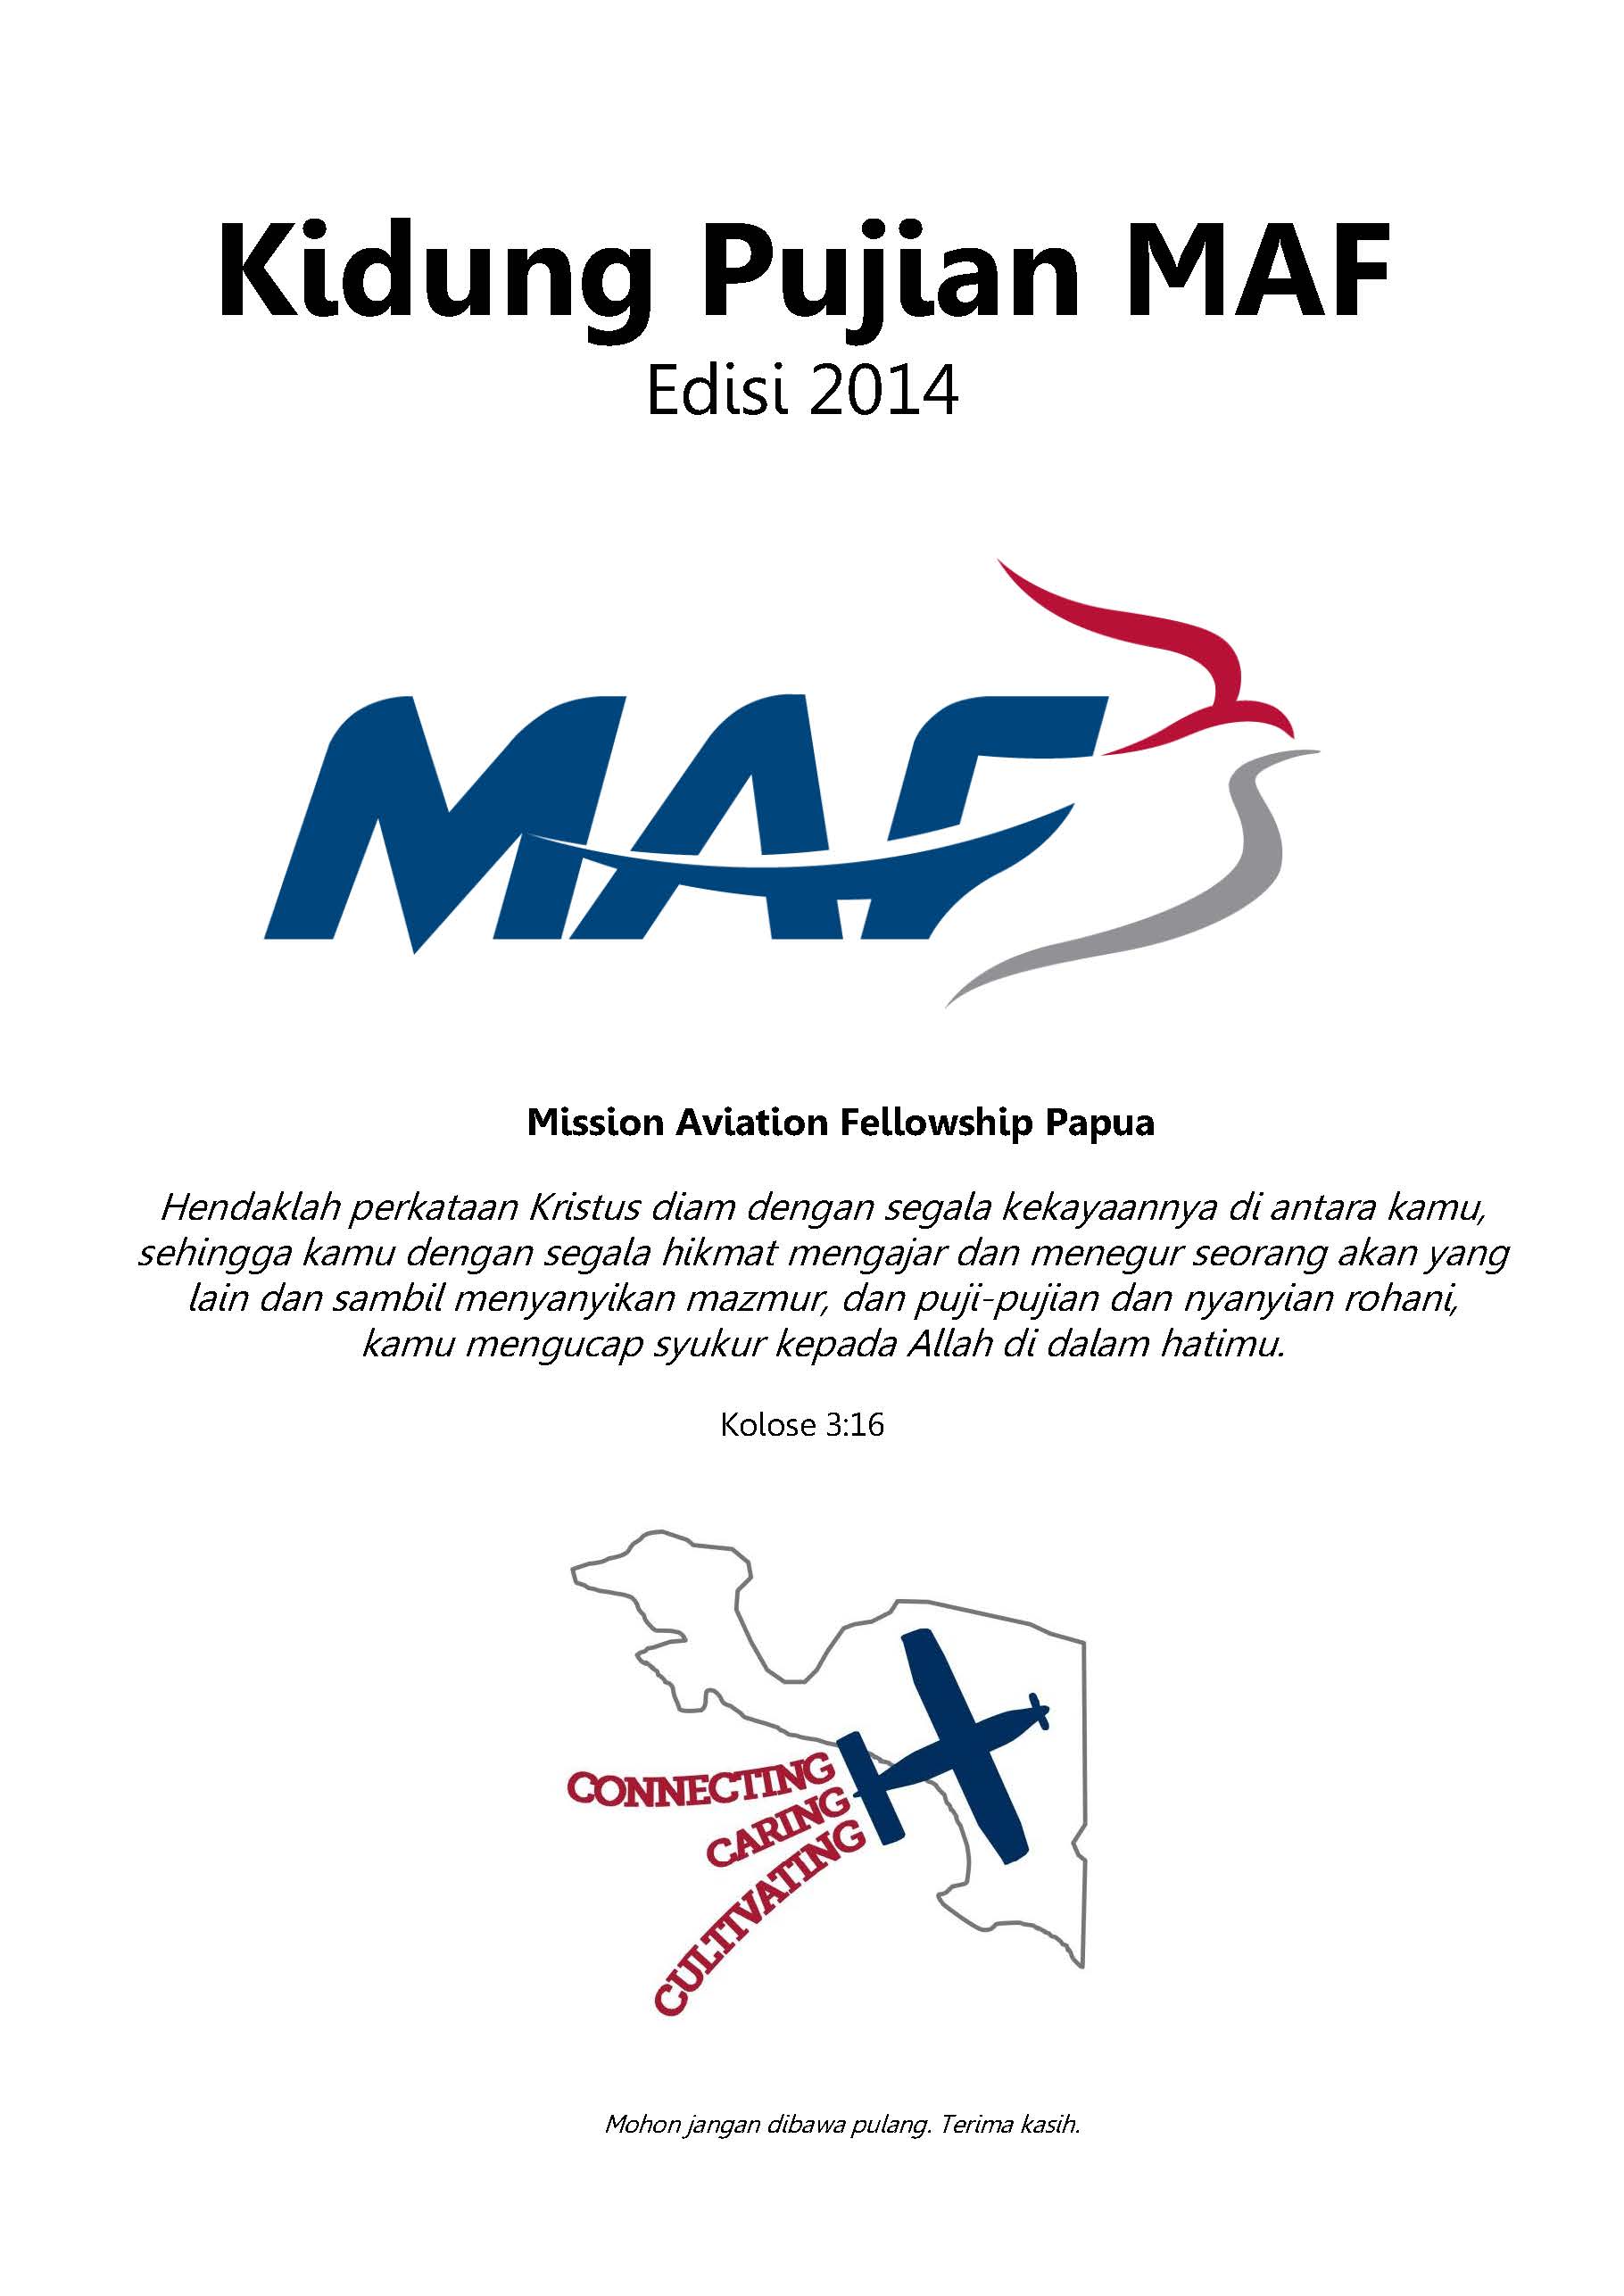 Kidung Pujian MAF
Edisi 2014
MAF
Mission Aviation Fellowship Papua
Hendaklah perkataan Kristus diam dengan segala kekayaannya di antara kamu,
sehingga kamu dengan segala hikmat mengajar dan menegur seorang akan yang
lain dan sambil menyanyikan mazmur, dan puji-pujian dan nyanyian rohani,
kamu mengucap syukur kepada Allah di dalam hatimu.
Kolose 3:16
CONNECTING
CARING
CULTIVATING
Mohon jangan dibawa pulang. Terima kasih.